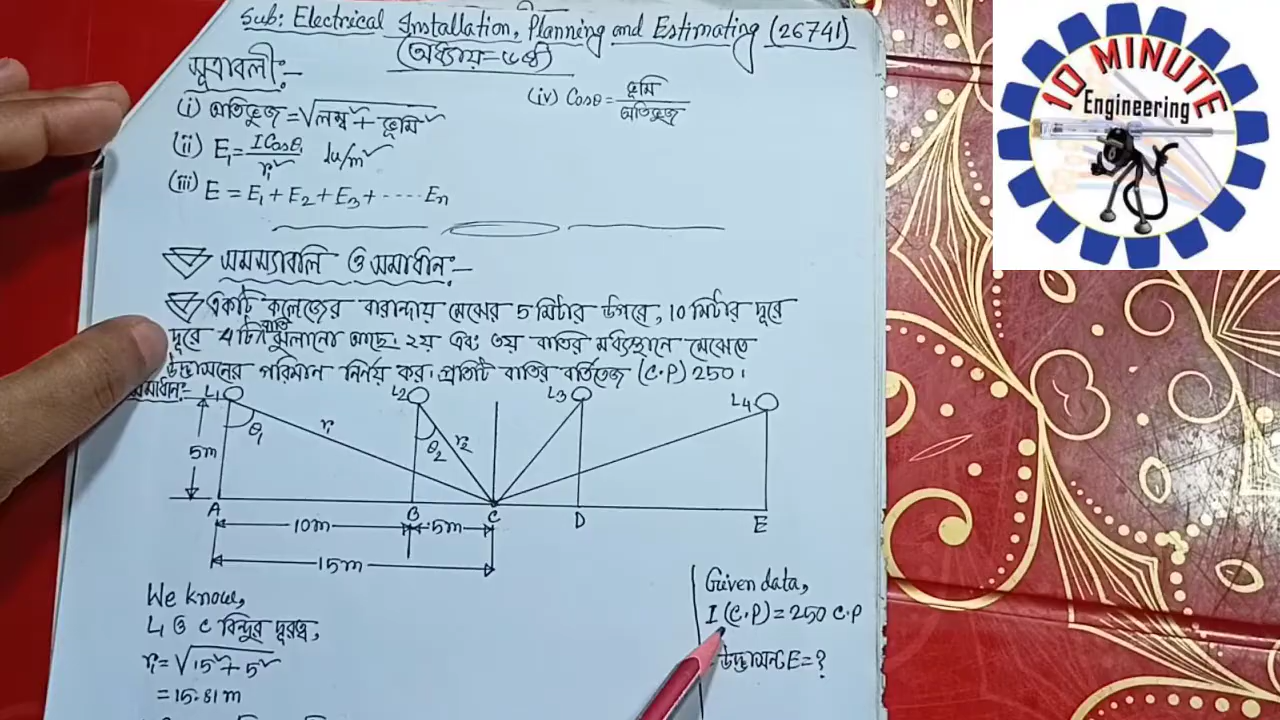 Sub: Electrical Installation, Planning and Estimating (26741)
(অধ্যায়-৬ষ্ঠ)
সূত্রাবলী:-
(i) অতিভুজ = √লম্ব² + ভূমি²
(ii) E₁ = ICosθ₁/r² lu/m²
(iii) E = E₁ + E₂ + E₃ + ····· Eₙ
(iv) Cosθ = ভূমি/অতিভুজ
সমস্যাবলি ও সমাধান:-
একটি কলেজের বারান্দায় মেঝের 5 মিটার উপরে, 10 মিটার দূরে
দূরে 4 টি বাতি ঝুলানো আছে। ২য় এবং ৩য় বাতির মধ্যস্থানে মেঝেতে
উদ্ভাসনের পরিমান নির্নয় কর। প্রতিটি বাতির বাতিতেজ (C.P) 250।
সমাধান:-
L₁ L₂ L₃ L₄
θ₁ r₁ θ₂ r₂
5m
A B C D E
10m 5m
15m
We know,
L₁ ও C বিন্দুর দূরত্ব,
r₁ = √15² + 5²
= 15.81 m
Given data,
I (C.P) = 250 C.P
উদ্ভাসন E = ?
10 MINUTE
Engineering